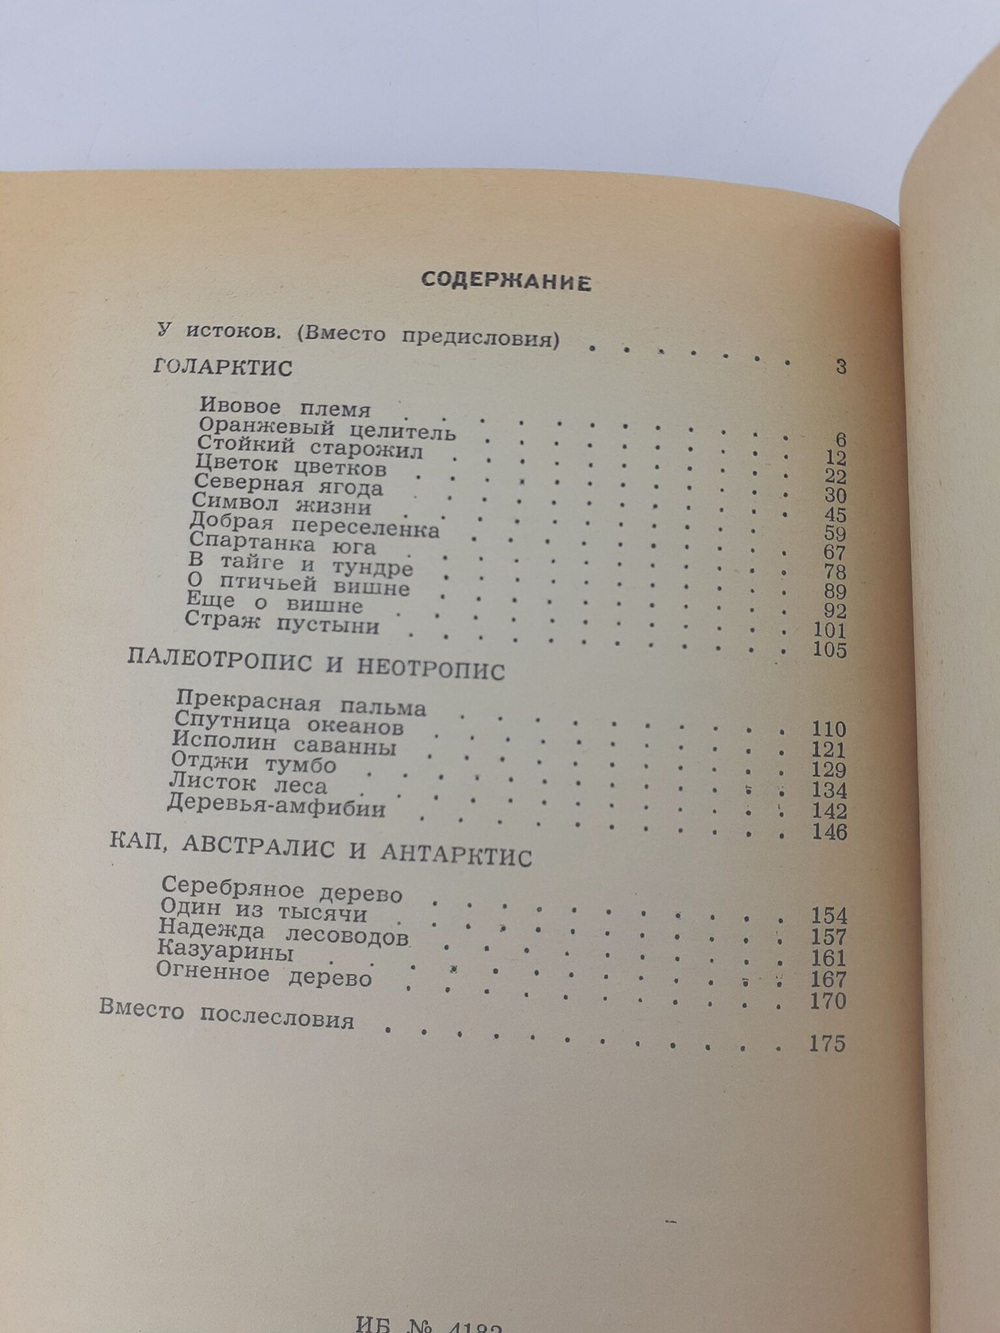 СОДЕРЖАНИЕ
У истоков. (Вместо предисловия) . . . . . . . 3
ГОЛАРКТИС
Ивовое племя . . . . . . . . . . . 6
Оранжевый целитель . . . . . . . . . 12
Стойкий старожил . . . . . . . . . . 22
Цветок цветков . . . . . . . . . . . 30
Северная ягода . . . . . . . . . . . 45
Символ жизни . . . . . . . . . . . 59
Добрая переселенка . . . . . . . . . 67
Спартанка юга . . . . . . . . . . . 78
В тайге и тундре . . . . . . . . . . 89
О птичьей вишне . . . . . . . . . . 92
Еще о вишне . . . . . . . . . . . . 101
Страж пустыни . . . . . . . . . . . 105
ПАЛЕОТРОПИС И НЕОТРОПИС
Прекрасная пальма . . . . . . . . . . 110
Спутница океанов . . . . . . . . . . 121
Исполин саванны . . . . . . . . . . 129
Отджи тумбо . . . . . . . . . . . . 134
Листок леса . . . . . . . . . . . . 142
Деревья-амфибии . . . . . . . . . . 146
КАП, АВСТРАЛИС И АНТАРКТИС
Серебряное дерево . . . . . . . . . . 154
Один из тысячи . . . . . . . . . . . 157
Надежда лесоводов . . . . . . . . . . 161
Казуарины . . . . . . . . . . . . . 167
Огненное дерево . . . . . . . . . . . 170
Вместо послесловия . . . . . . . . . . . . 175
ИБ № 4182